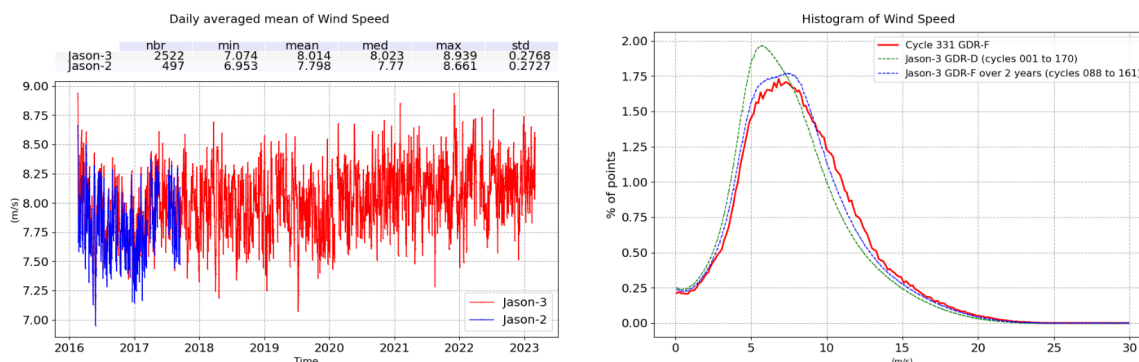 Daily averaged mean of Wind Speed
nbr min mean med max std
Jason-3 2522 7.074 8.014 8.023 8.939 0.2768
Jason-2 497 6.953 7.798 7.77 8.661 0.2727
9.00
8.75
8.50
8.25
8.00
7.75
7.50
7.25
7.00
(m/s)
Jason-3
Jason-2
2016 2017 2018 2019 2020 2021 2022 2023
Time
Histogram of Wind Speed
Cycle 331 GDR-F
Jason-3 GDR-D (cycles 001 to 170)
Jason-3 GDR-F over 2 years (cycles 088 to 161)
2.00
1.75
1.50
1.25
1.00
0.75
0.50
0.25
0.00
% of points
0 5 10 15 20 25 30
(m/s)